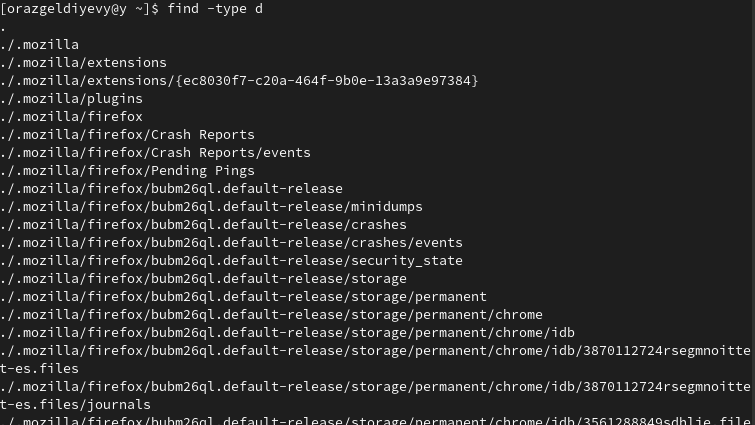 [orazgeldiyevy@y ~]$ find -type d
.
./.mozilla
./.mozilla/extensions
./.mozilla/extensions/{ec8030f7-c20a-464f-9b0e-13a3a9e97384}
./.mozilla/plugins
./.mozilla/firefox
./.mozilla/firefox/Crash Reports
./.mozilla/firefox/Crash Reports/events
./.mozilla/firefox/Pending Pings
./.mozilla/firefox/bubm26ql.default-release
./.mozilla/firefox/bubm26ql.default-release/minidumps
./.mozilla/firefox/bubm26ql.default-release/crashes
./.mozilla/firefox/bubm26ql.default-release/crashes/events
./.mozilla/firefox/bubm26ql.default-release/security_state
./.mozilla/firefox/bubm26ql.default-release/storage
./.mozilla/firefox/bubm26ql.default-release/storage/permanent
./.mozilla/firefox/bubm26ql.default-release/storage/permanent/chrome
./.mozilla/firefox/bubm26ql.default-release/storage/permanent/chrome/idb
./.mozilla/firefox/bubm26ql.default-release/storage/permanent/chrome/idb/3870112724rsegmnoitte
t-es.files
./.mozilla/firefox/bubm26ql.default-release/storage/permanent/chrome/idb/3870112724rsegmnoitte
t-es.files/journals
./.mozilla/firefox/bubm26ql.default-release/storage/permanent/chrome/idb/3561288849sdhlie.file